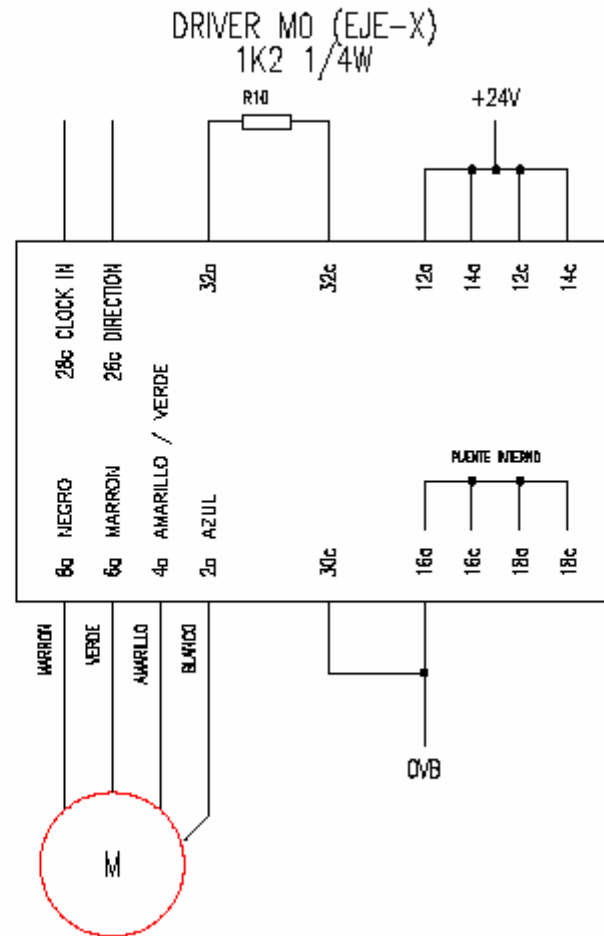 DRIVER M0 (EJE-X)
1K2 1/4W
R10
+24V
28c CLOCK IN
26c DIRECTION
32a
32c
12a
14a
12c
14c
8a NEGRO
6a MARRON
4a AMARILLO / VERDE
2a AZUL
30c
PUENTE INTERNO
16a
16c
18a
18c
MARRON
VERDE
AMARILLO
BLANCO
0VB
M